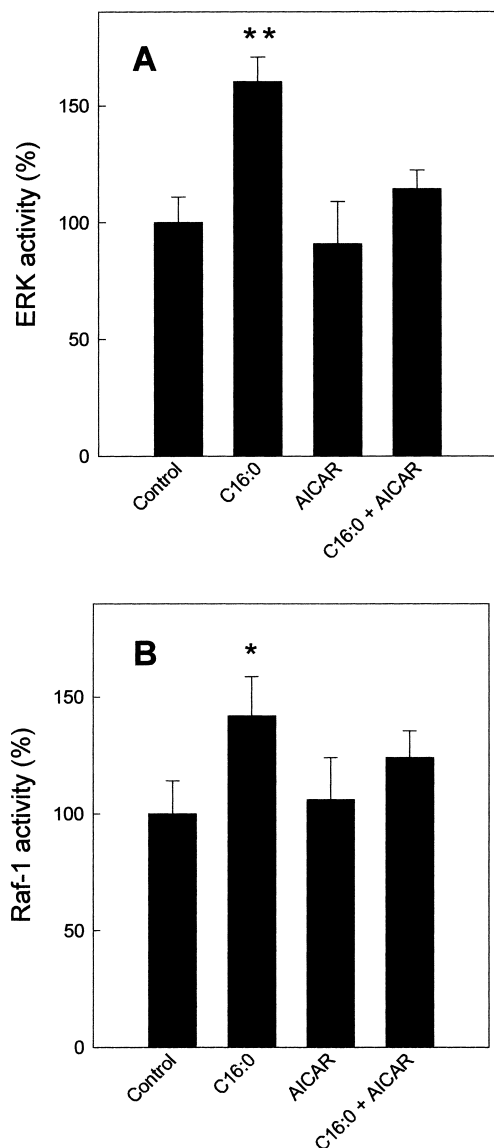 A
**
ERK activity (%)
150
100
50
0
Control
C16:0
AICAR
C16:0 + AICAR
B
*
Raf-1 activity (%)
150
100
50
0
Control
C16:0
AICAR
C16:0 + AICAR